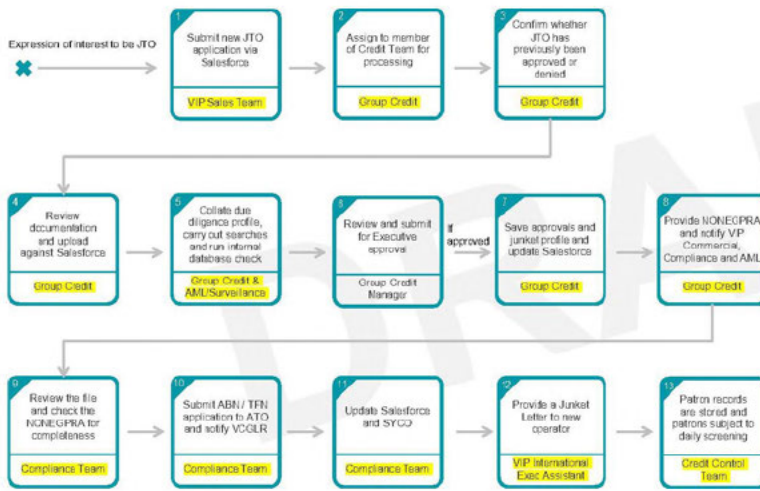 Expression of interest to be JTO
1
Submit new JTO
application via
Salesforce
VIP Sales Team
2
Assign to member
of Credit Team for
processing
Group Credit
3
Confirm whether
JTO has
previously been
approved or
denied
Group Credit
4
Review
documentation
and upload
against Salesforce
Group Credit
5
Collate due
diligence profile,
carry out searches
and run internal
database check
Group Credit &
AML/Surveillance
6
Review and submit
for Executive
approval
Group Credit
Manager
If
approved
7
Save approvals and
junket profile and
update Salesforce
Group Credit
8
Provide NONEGPRA
and notify VIP
Commercial,
Compliance and AML
Group Credit
9
Review the file
and check the
NONEGPRA for
completeness
Compliance Team
10
Submit ABN / TFN
application to ATO
and notify VCGLR
Compliance Team
11
Update Salesforce
and SYCO
Compliance Team
12
Provide a Junket
Letter to new
operator
VIP International
Exec Assistant
13
Patron records
are stored and
patrons subject to
daily screening
Credit Control
Team
DRA